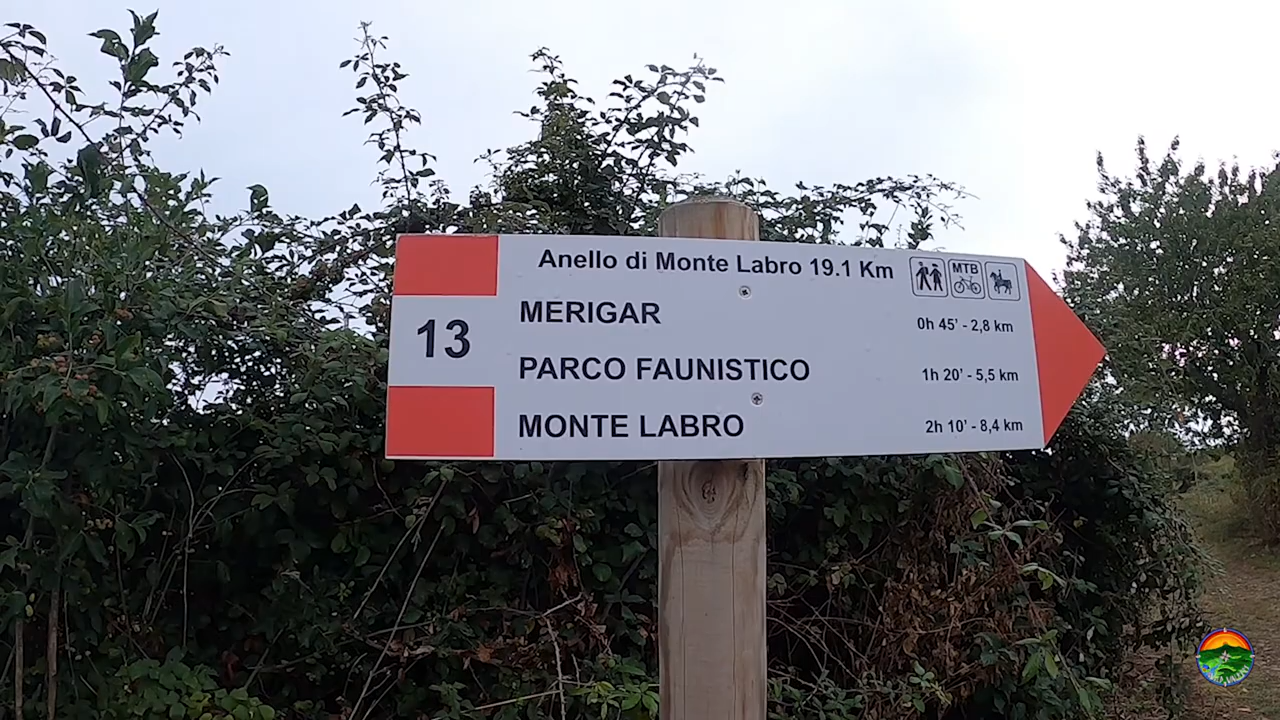 Anello di Monte Labro 19.1 Km
MTB
13
MERIGAR 0h 45' - 2,8 km
PARCO FAUNISTICO 1h 20' - 5,5 km
MONTE LABRO 2h 10' - 8,4 km